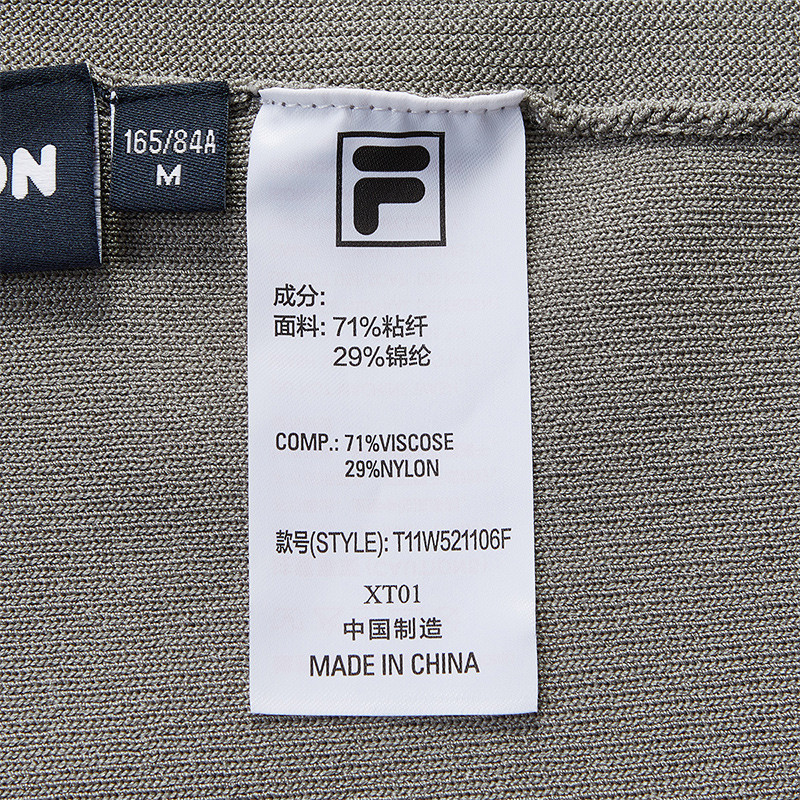 ON
165/84A
M
F
成分:
面料: 71%粘纤
29%锦纶
COMP.: 71%VISCOSE
29%NYLON
款号(STYLE): T11W521106F
XT01
中国制造
MADE IN CHINA